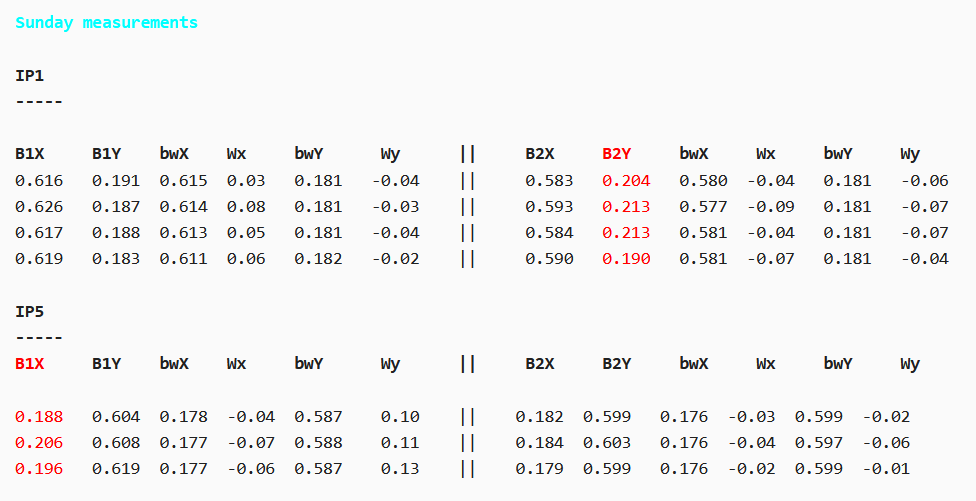 Sunday measurements
IP1
-----
B1X B1Y bwX Wx bwY Wy || B2X B2Y bwX Wx bwY Wy
0.616 0.191 0.615 0.03 0.181 -0.04 || 0.583 0.204 0.580 -0.04 0.181 -0.06
0.626 0.187 0.614 0.08 0.181 -0.03 || 0.593 0.213 0.577 -0.09 0.181 -0.07
0.617 0.188 0.613 0.05 0.181 -0.04 || 0.584 0.213 0.581 -0.04 0.181 -0.07
0.619 0.183 0.611 0.06 0.182 -0.02 || 0.590 0.190 0.581 -0.07 0.181 -0.04
IP5
-----
B1X B1Y bwX Wx bwY Wy || B2X B2Y bwX Wx bwY Wy
0.188 0.604 0.178 -0.04 0.587 0.10 || 0.182 0.599 0.176 -0.03 0.599 -0.02
0.206 0.608 0.177 -0.07 0.588 0.11 || 0.184 0.603 0.176 -0.04 0.597 -0.06
0.196 0.619 0.177 -0.06 0.587 0.13 || 0.179 0.599 0.176 -0.02 0.599 -0.01